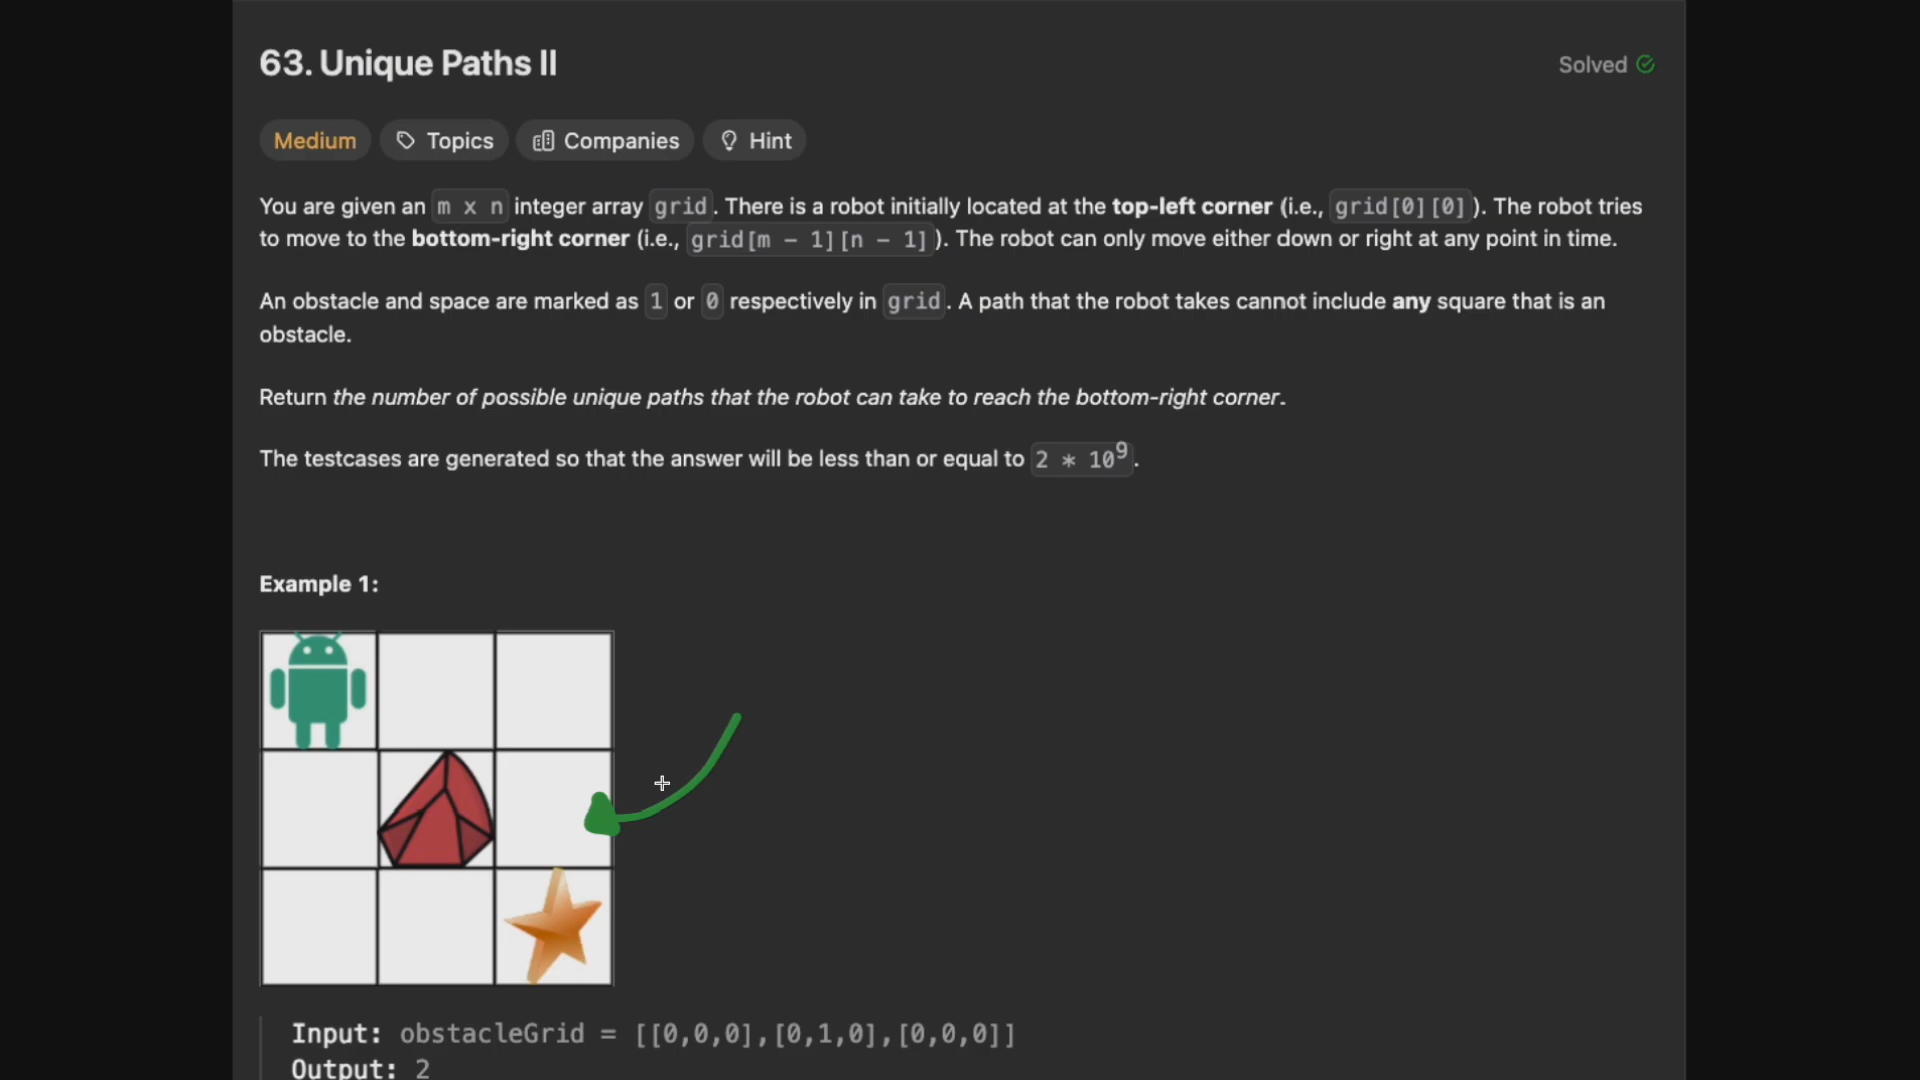 63. Unique Paths II
Solved
Medium Topics Companies Hint
You are given an m x n integer array grid. There is a robot initially located at the top-left corner (i.e., grid[0][0]). The robot tries
to move to the bottom-right corner (i.e., grid[m - 1][n - 1]). The robot can only move either down or right at any point in time.
An obstacle and space are marked as 1 or 0 respectively in grid. A path that the robot takes cannot include any square that is an
obstacle.
Return the number of possible unique paths that the robot can take to reach the bottom-right corner.
The testcases are generated so that the answer will be less than or equal to 2 * 10⁹.
Example 1:
Input: obstacleGrid = [[0,0,0],[0,1,0],[0,0,0]]
Output: 2